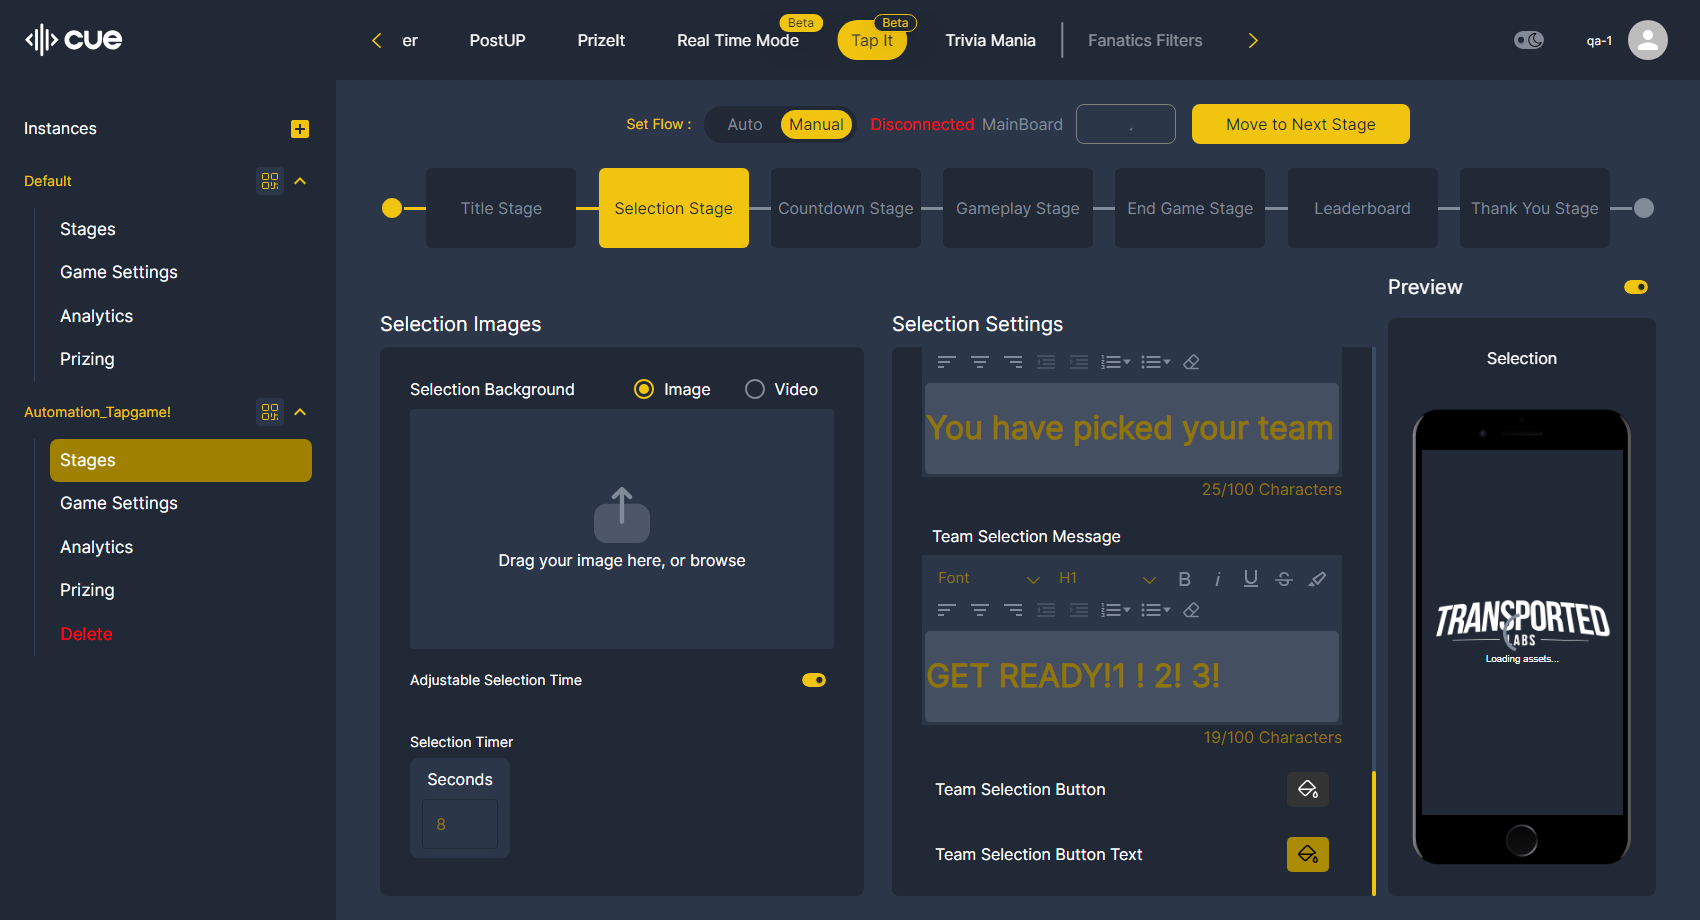 cue
er
PostUP
PrizeIt
Real Time Mode
Beta
Tap It
Beta
Trivia Mania
Fanatics Filters
qa-1
Instances
Default
Stages
Game Settings
Analytics
Prizing
Automation_Tapgame!
Stages
Game Settings
Analytics
Prizing
Delete
Set Flow :
Auto
Manual
Disconnected MainBoard
.
Move to Next Stage
Title Stage
Selection Stage
Countdown Stage
Gameplay Stage
End Game Stage
Leaderboard
Thank You Stage
Selection Images
Selection Background
Image
Video
Drag your image here, or browse
Adjustable Selection Time
Selection Timer
Seconds
8
Selection Settings
You have picked your team
25/100 Characters
Team Selection Message
Font
H1
B i U S
GET READY!1 ! 2! 3!
19/100 Characters
Team Selection Button
Team Selection Button Text
Preview
Selection
TRANSPORTED
LABS
Loading assets...